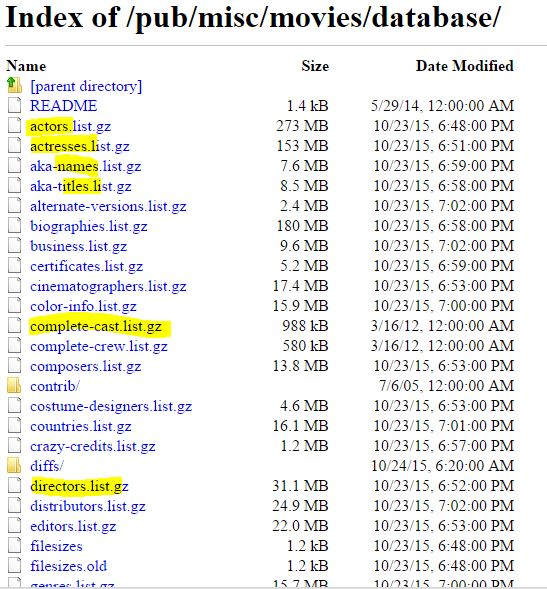 Index of /pub/misc/movies/database/
Name Size Date Modified
[parent directory]
README 1.4 kB 5/29/14, 12:00:00 AM
actors.list.gz 273 MB 10/23/15, 6:48:00 PM
actresses.list.gz 153 MB 10/23/15, 6:51:00 PM
aka-names.list.gz 7.6 MB 10/23/15, 6:59:00 PM
aka-titles.list.gz 8.5 MB 10/23/15, 6:58:00 PM
alternate-versions.list.gz 2.4 MB 10/23/15, 7:02:00 PM
biographies.list.gz 180 MB 10/23/15, 6:58:00 PM
business.list.gz 9.6 MB 10/23/15, 7:02:00 PM
certificates.list.gz 5.2 MB 10/23/15, 6:59:00 PM
cinematographers.list.gz 17.4 MB 10/23/15, 6:53:00 PM
color-info.list.gz 15.9 MB 10/23/15, 7:00:00 PM
complete-cast.list.gz 988 kB 3/16/12, 12:00:00 AM
complete-crew.list.gz 580 kB 3/16/12, 12:00:00 AM
composers.list.gz 13.8 MB 10/23/15, 6:53:00 PM
contrib/ 7/6/05, 12:00:00 AM
costume-designers.list.gz 4.6 MB 10/23/15, 6:53:00 PM
countries.list.gz 16.1 MB 10/23/15, 7:01:00 PM
crazy-credits.list.gz 1.2 MB 10/23/15, 6:57:00 PM
diffs/ 10/24/15, 6:20:00 AM
directors.list.gz 31.1 MB 10/23/15, 6:52:00 PM
distributors.list.gz 24.9 MB 10/23/15, 7:02:00 PM
editors.list.gz 22.0 MB 10/23/15, 6:53:00 PM
filesizes 1.2 kB 10/23/15, 6:48:00 PM
filesizes.old 1.2 kB 10/23/15, 6:48:00 PM
genres.list.gz 15.7 MB 10/23/15, 7:00:00 PM